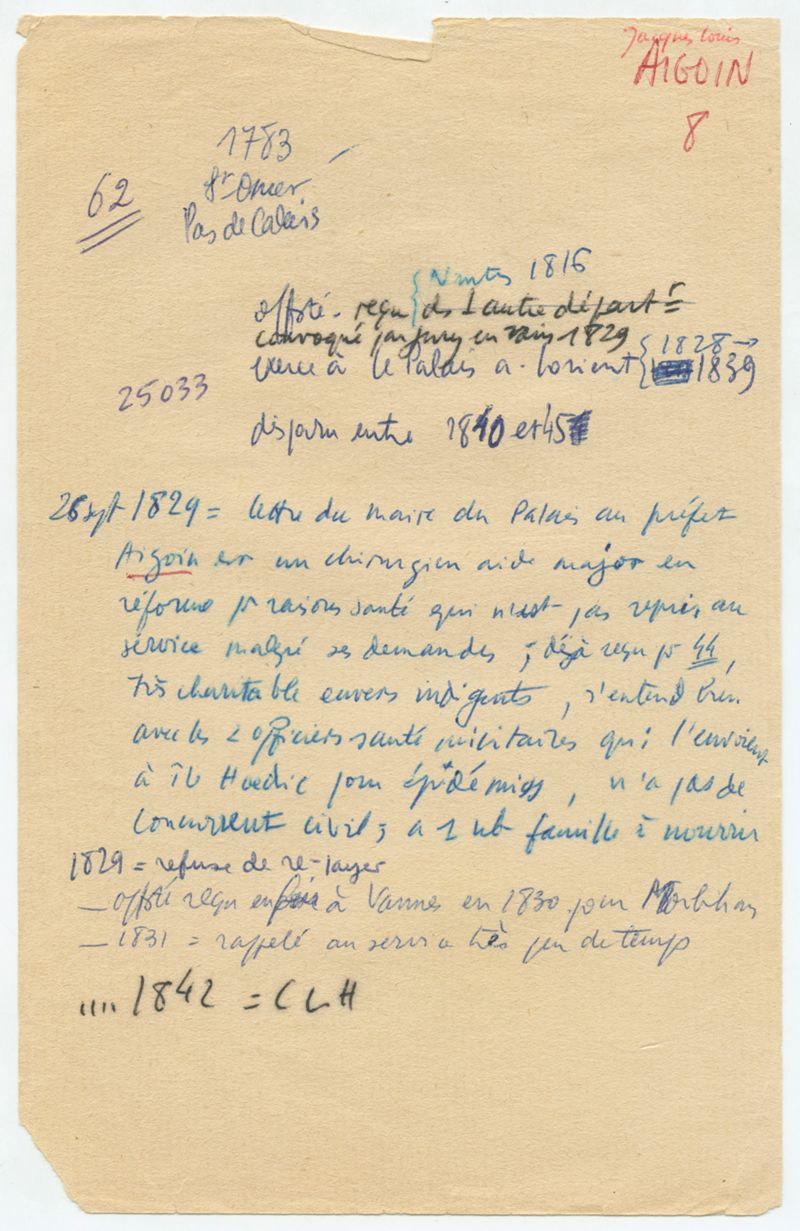 Jacques Louis
AIGOIN
8
1783
62
St Omer
Pas de Calais
Nantes 1816
offsté - reçu ds 1 autre départ =
convoqué par jury en vain 1829
exerce à le Palais a. Lorient { 1828 →
1839
25033
disparu entre 1840 et 45
26 sept 1829 = lettre du maire du Palais au préfet
Aigoin est un chirurgien aide major en
réforme pr raisons santé qui n'est pas repris au
service malgré ses demandes ; déjà reçu pr 44,
très charitable envers indigents, s'entend bien
avec les 2 officiers santé militaires qui l'envoient
à île Hoedic pour épidémies, n'a pas de
concurrent civil ; a 1 nb famille à nourrir
1829 = refuse de re-payer
— offsté reçu enfin à Vannes en 1830 pour Morbihan
— 1831 = rappelé au service très peu de temps
.... 1842 = CLH